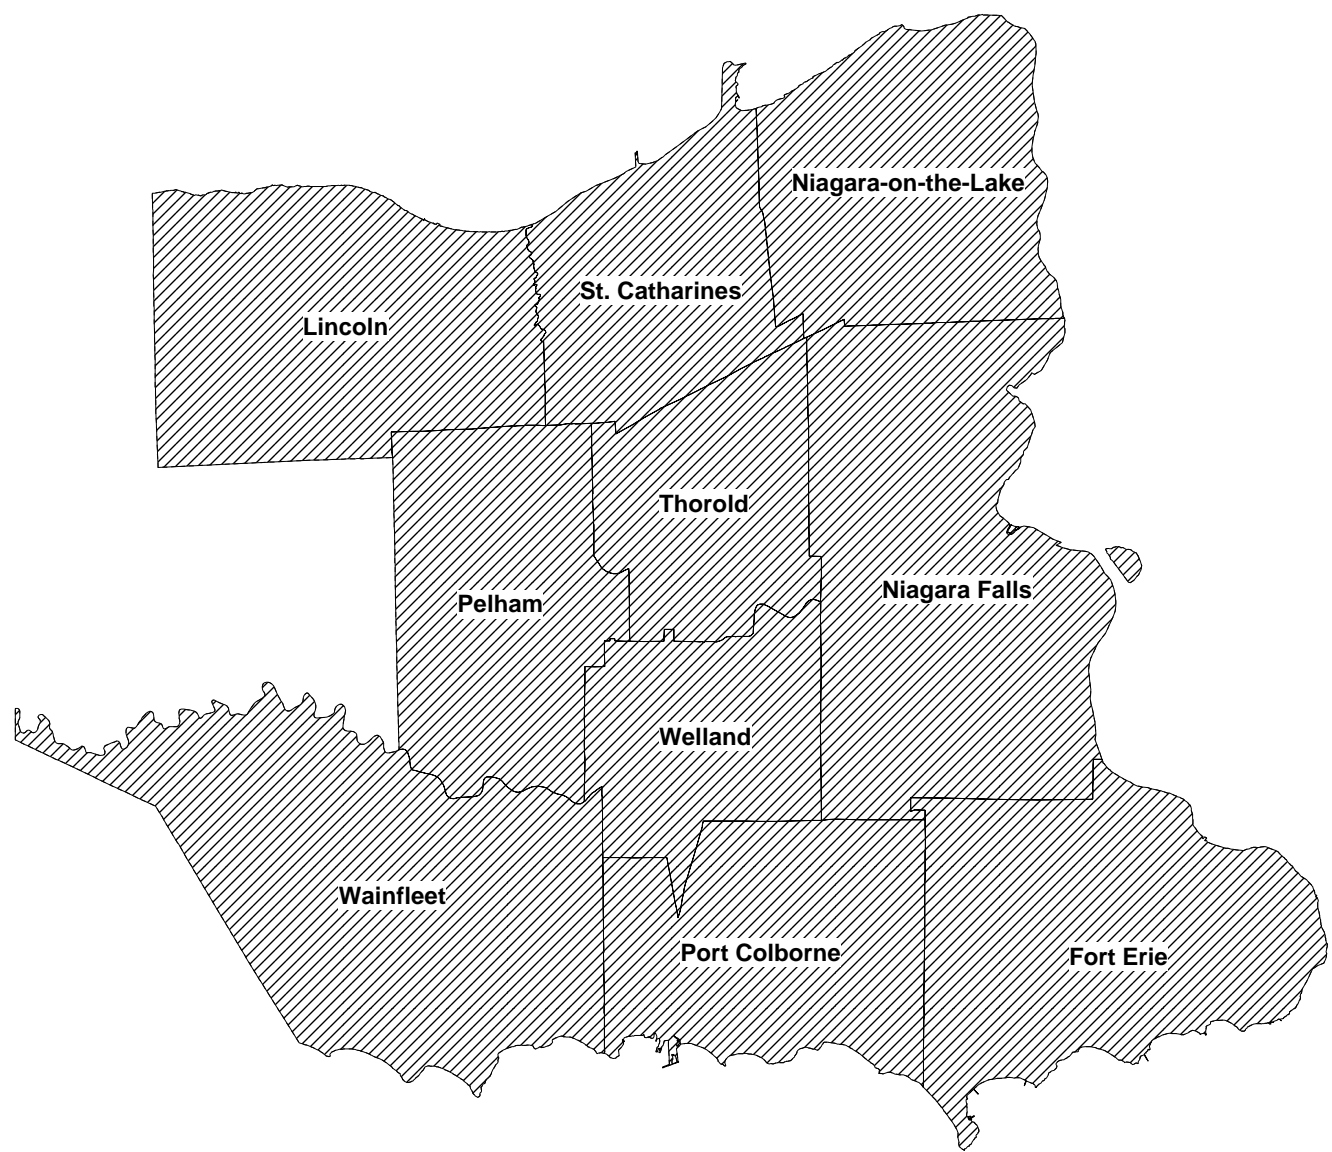 Niagara-on-the-Lake
St. Catharines
Lincoln
Thorold
Niagara Falls
Pelham
Welland
Wainfleet
Port Colborne
Fort Erie